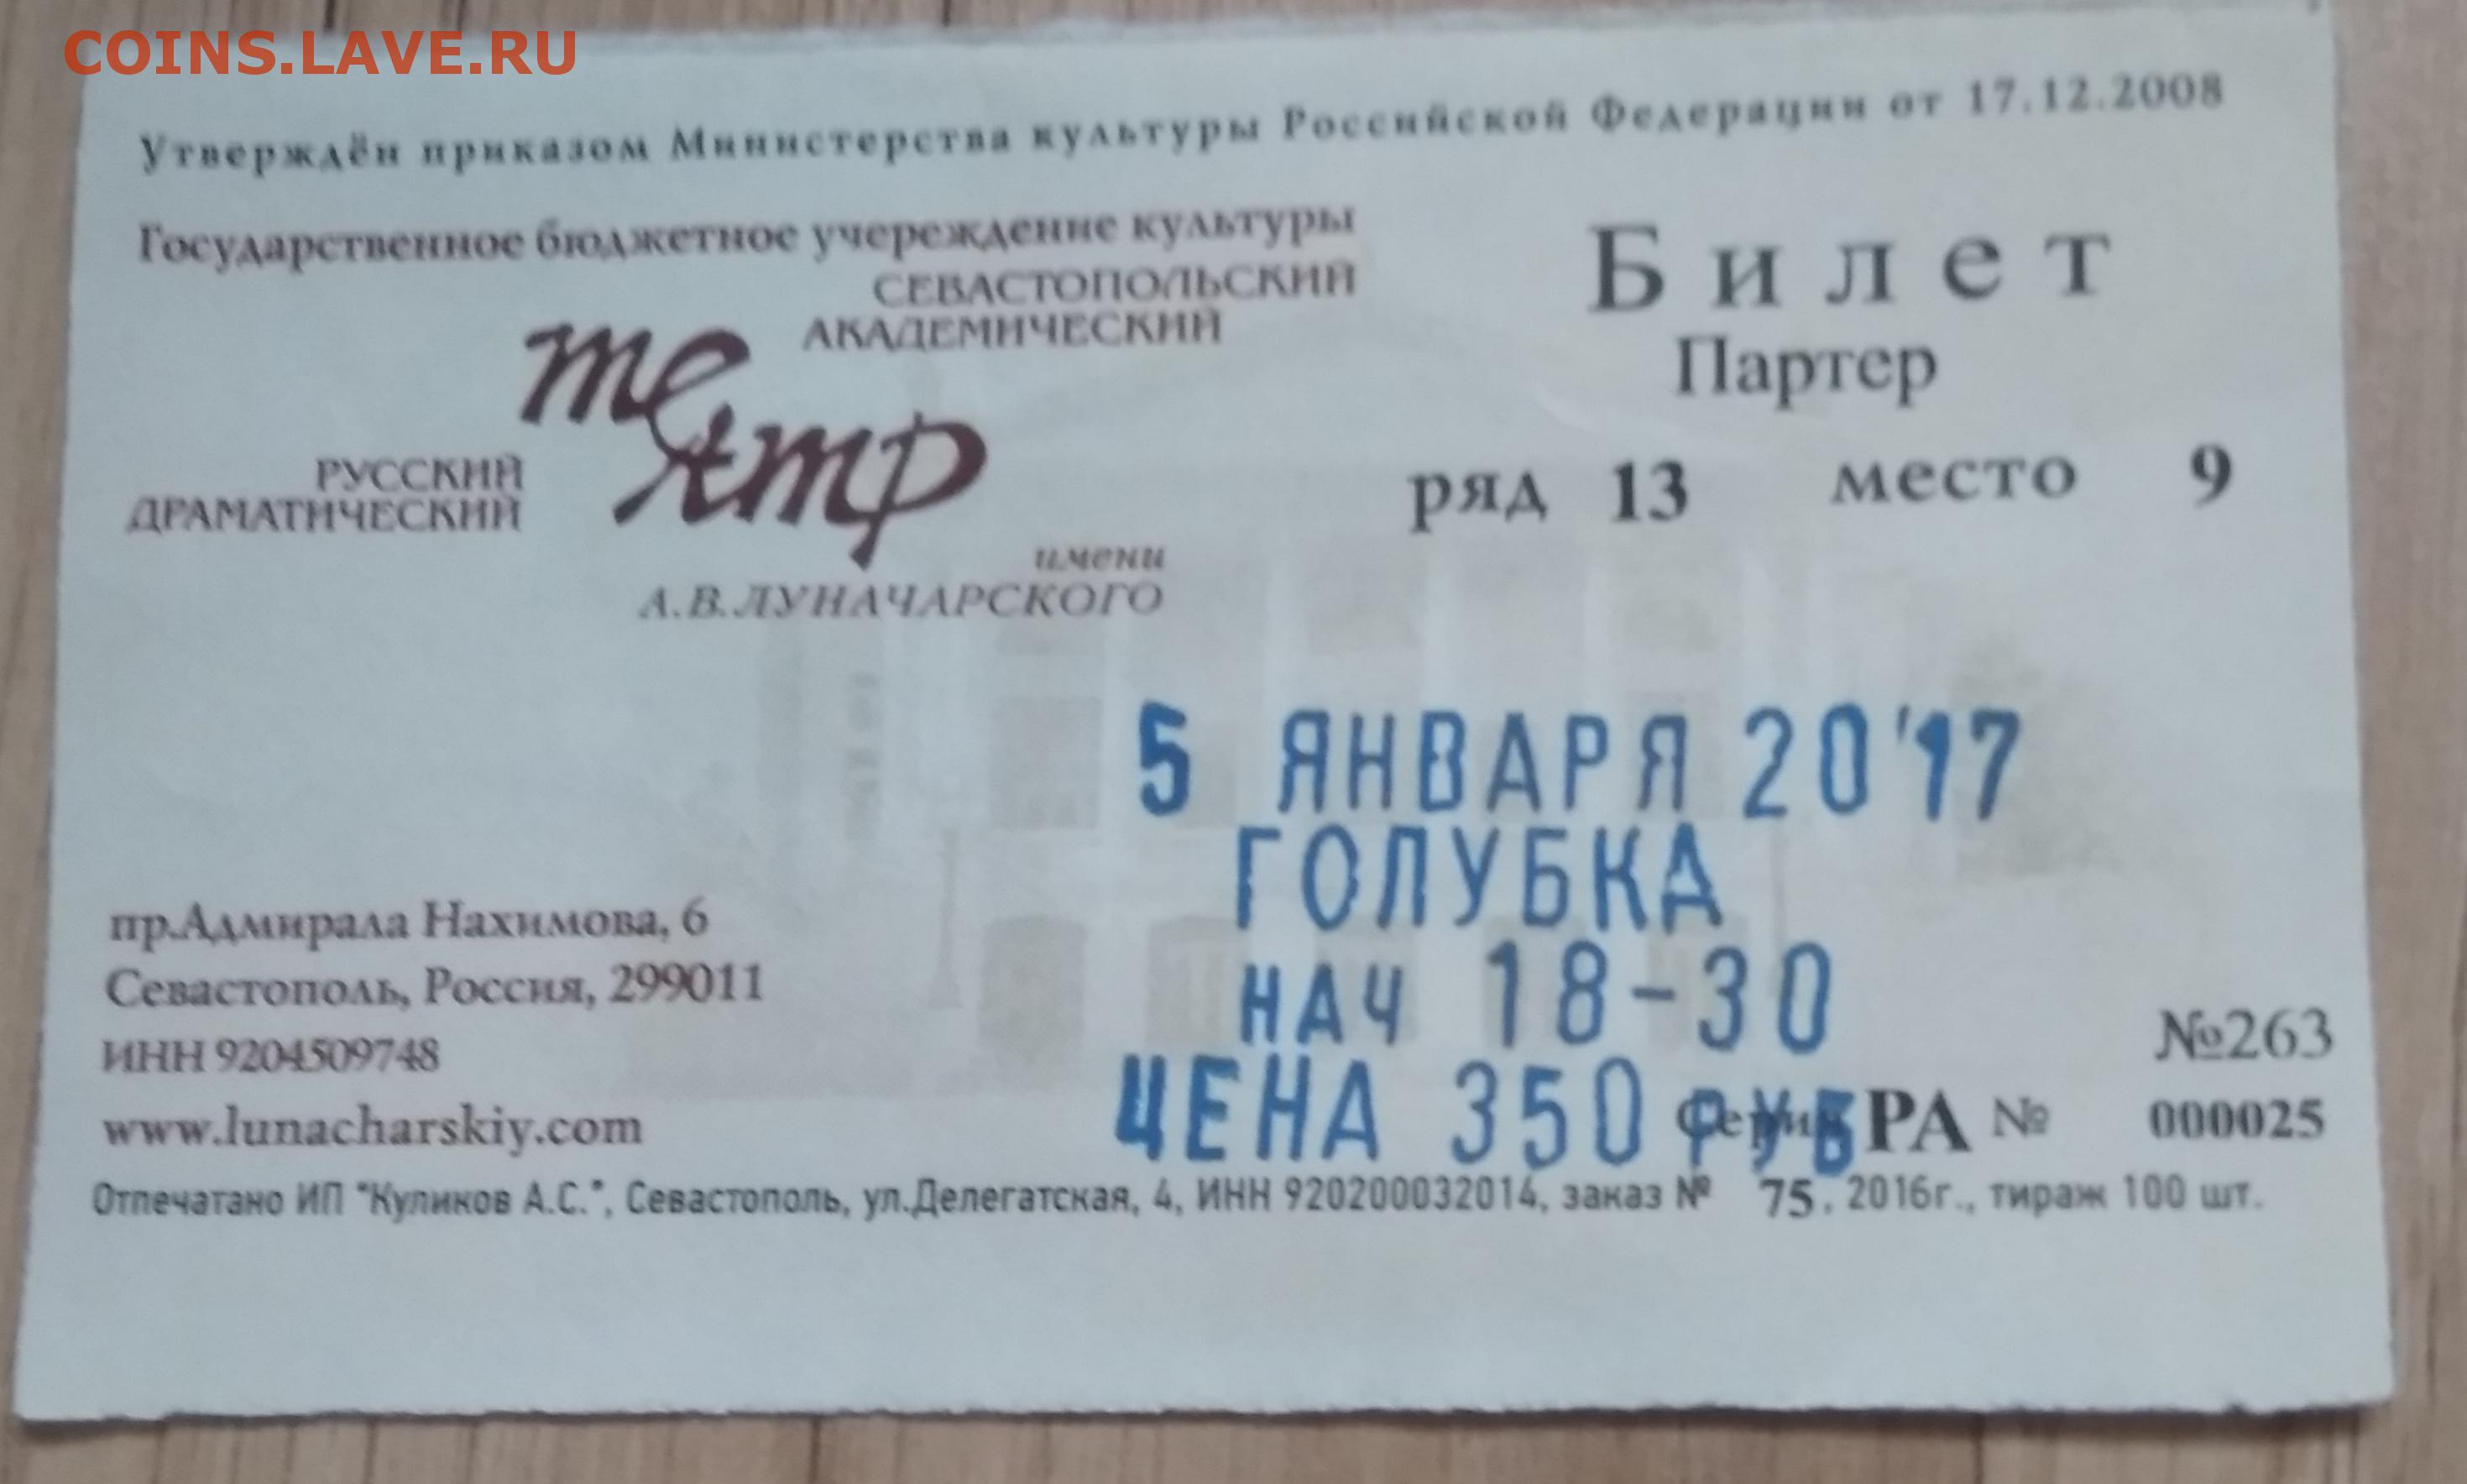 COINS.LAVE.RU
Утверждён приказом Министерства культуры Российской Федерации от 17.12.2008
Государственное бюджетное учереждение культуры
СЕВАСТОПОЛЬСКИЙ
АКАДЕМИЧЕСКИЙ
театр
РУССКИЙ
ДРАМАТИЧЕСКИЙ
имени
А.В.ЛУНАЧАРСКОГО
Билет
Партер
ряд 13 место 9
5 ЯНВАРЯ 20'17
ГОЛУБКА
НАЧ 18-30
ЦЕНА 350 РУБ
пр.Адмирала Нахимова, 6
Севастополь, Россия, 299011
ИНН 9204509748
www.lunacharskiy.com
№263
Серия РА № 000025
Отпечатано ИП "Куликов А.С.", Севастополь, ул.Делегатская, 4, ИНН 920200032014, заказ № 75, 2016г., тираж 100 шт.